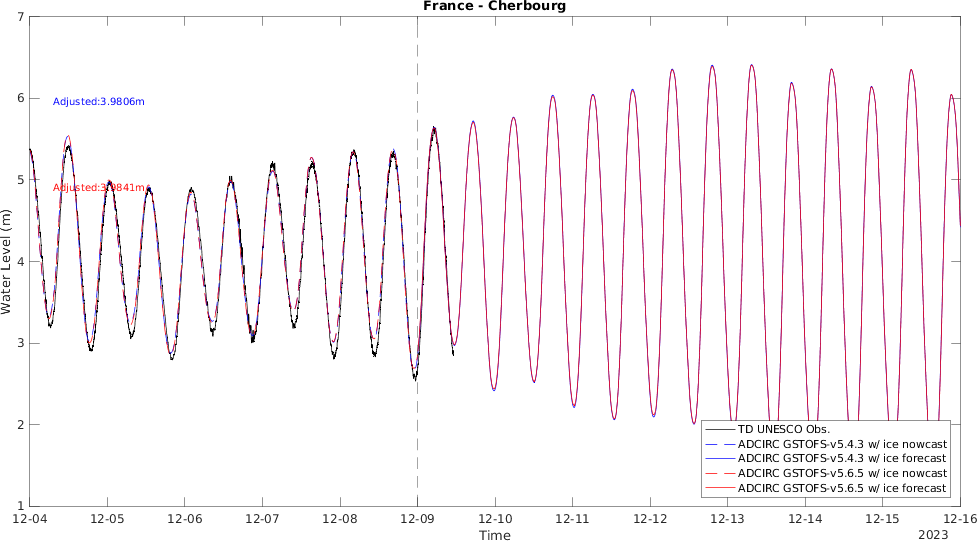 France - Cherbourg
7
6
5
4
3
2
1
Water Level (m)
Adjusted:3.9806m
Adjusted:3.9841m
TD UNESCO Obs.
ADCIRC GSTOFS-v5.4.3 w/ ice nowcast
ADCIRC GSTOFS-v5.4.3 w/ ice forecast
ADCIRC GSTOFS-v5.6.5 w/ ice nowcast
ADCIRC GSTOFS-v5.6.5 w/ ice forecast
12-04 12-05 12-06 12-07 12-08 12-09 12-10 12-11 12-12 12-13 12-14 12-15 12-16
Time
2023